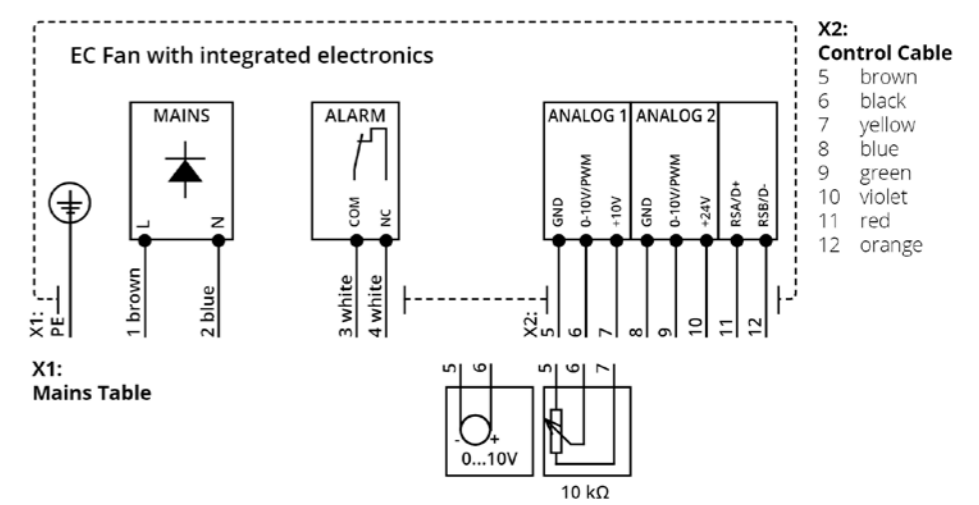 EC Fan with integrated electronics
MAINS
L
N
ALARM
COM
NC
ANALOG 1
GND
0-10V/PWM
+10V
ANALOG 2
GND
0-10V/PWM
+24V
RSA/D+
RSB/D-
X1:
PE
1 brown
2 blue
3 white
4 white
X2:
5
6
7
8
9
10
11
12
X1:
Mains Table
5
6
-
+
0...10V
5
6
7
10 kΩ
X2:
Control Cable
5 brown
6 black
7 yellow
8 blue
9 green
10 violet
11 red
12 orange